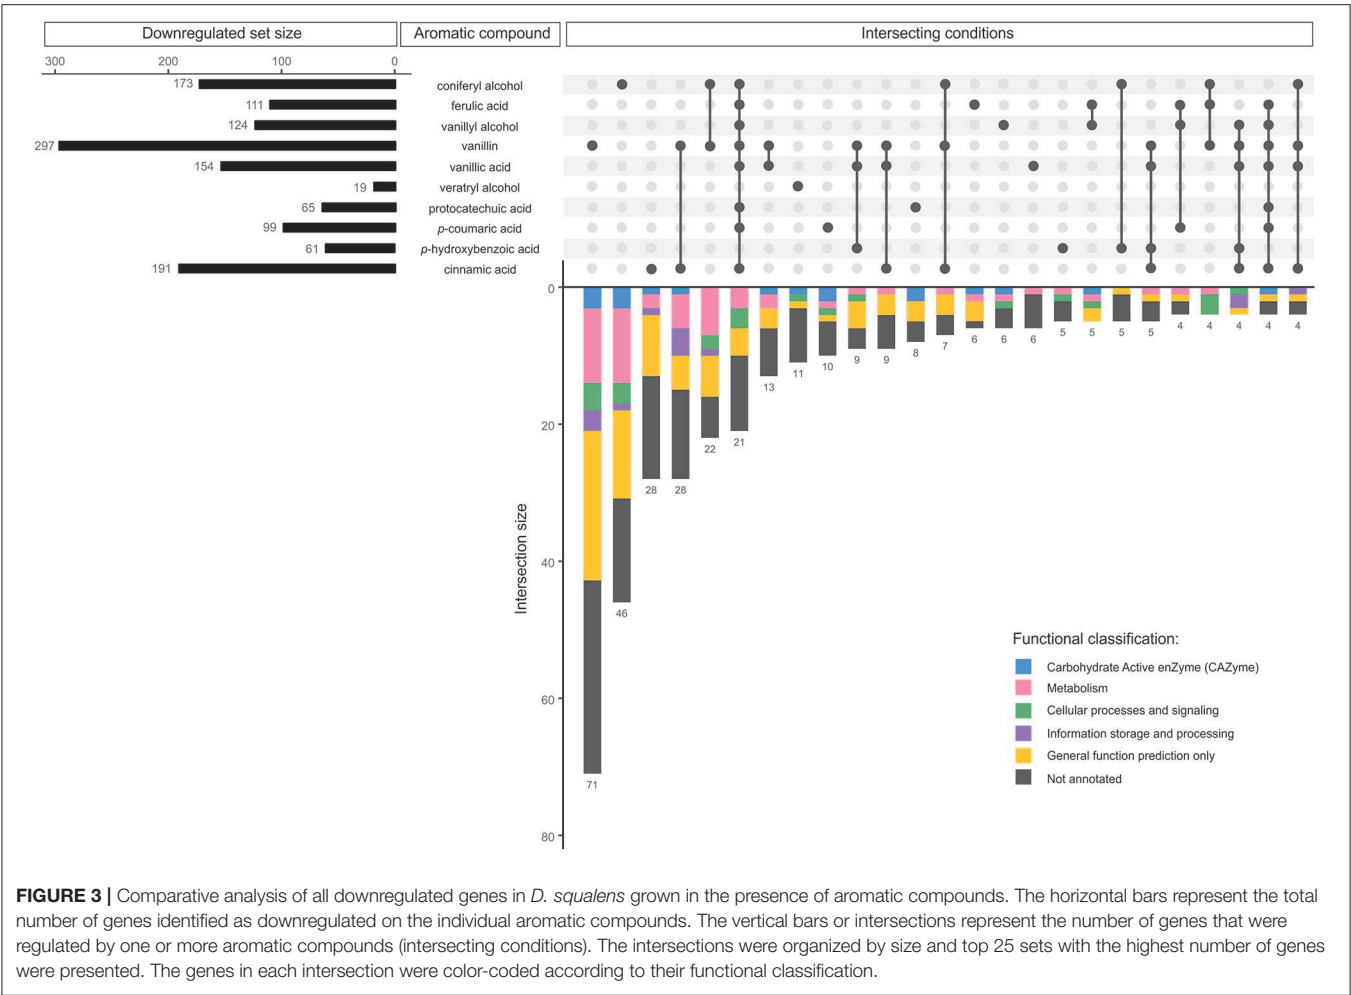 Downregulated set size
Aromatic compound
Intersecting conditions
300 200 100 0
173 coniferyl alcohol
111 ferulic acid
124 vanillyl alcohol
297 vanillin
154 vanillic acid
19 veratryl alcohol
65 protocatechuic acid
99 p-coumaric acid
61 p-hydroxybenzoic acid
191 cinnamic acid
0
20
40
60
80
Intersection size
71
46
28
28
22
21
13
11
10
9
9
8
7
6
6
6
5
5
5
5
4
4
4
4
4
Functional classification:
Carbohydrate Active enZyme (CAZyme)
Metabolism
Cellular processes and signaling
Information storage and processing
General function prediction only
Not annotated
FIGURE 3 | Comparative analysis of all downregulated genes in D. squalens grown in the presence of aromatic compounds. The horizontal bars represent the total
number of genes identified as downregulated on the individual aromatic compounds. The vertical bars or intersections represent the number of genes that were
regulated by one or more aromatic compounds (intersecting conditions). The intersections were organized by size and top 25 sets with the highest number of genes
were presented. The genes in each intersection were color-coded according to their functional classification.